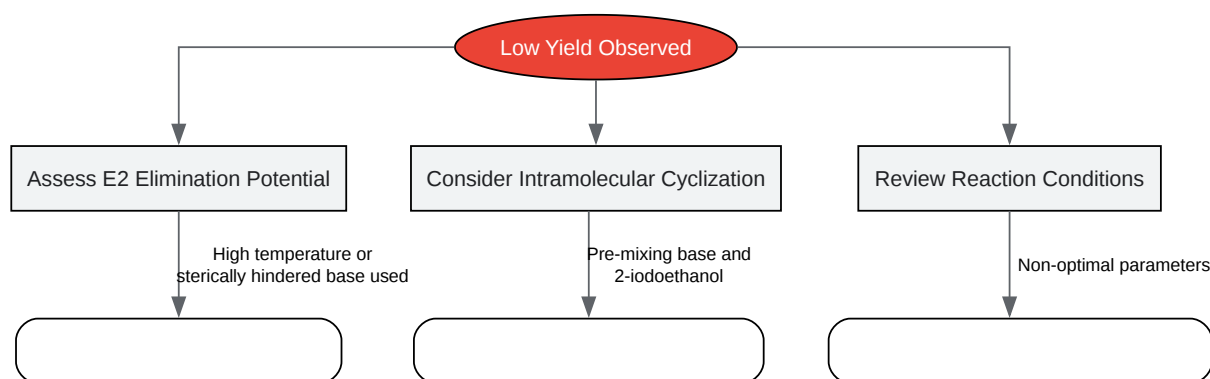 Low Yield Observed
Assess E2 Elimination Potential
Consider Intramolecular Cyclization
Review Reaction Conditions
High temperature or
sterically hindered base used
Pre-mixing base and
2-iodoethanol
Non-optimal parameters